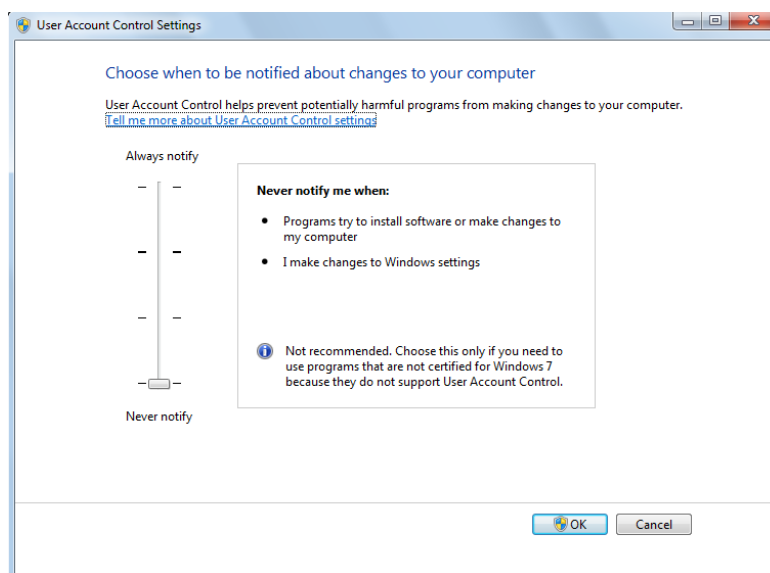 User Account Control Settings
Choose when to be notified about changes to your computer
User Account Control helps prevent potentially harmful programs from making changes to your computer.
Tell me more about User Account Control settings
Always notify
Never notify me when:
Programs try to install software or make changes to
my computer
I make changes to Windows settings
Not recommended. Choose this only if you need to
use programs that are not certified for Windows 7
because they do not support User Account Control.
Never notify
OK
Cancel